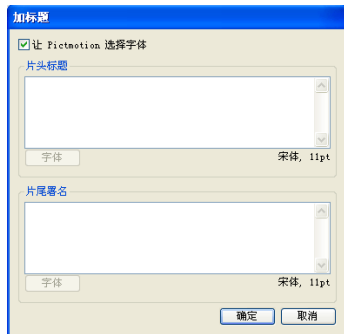 加标题
让 Pictmotion 选择字体
片头标题
字体
宋体, 11pt
片尾署名
字体
宋体, 11pt
确定
取消